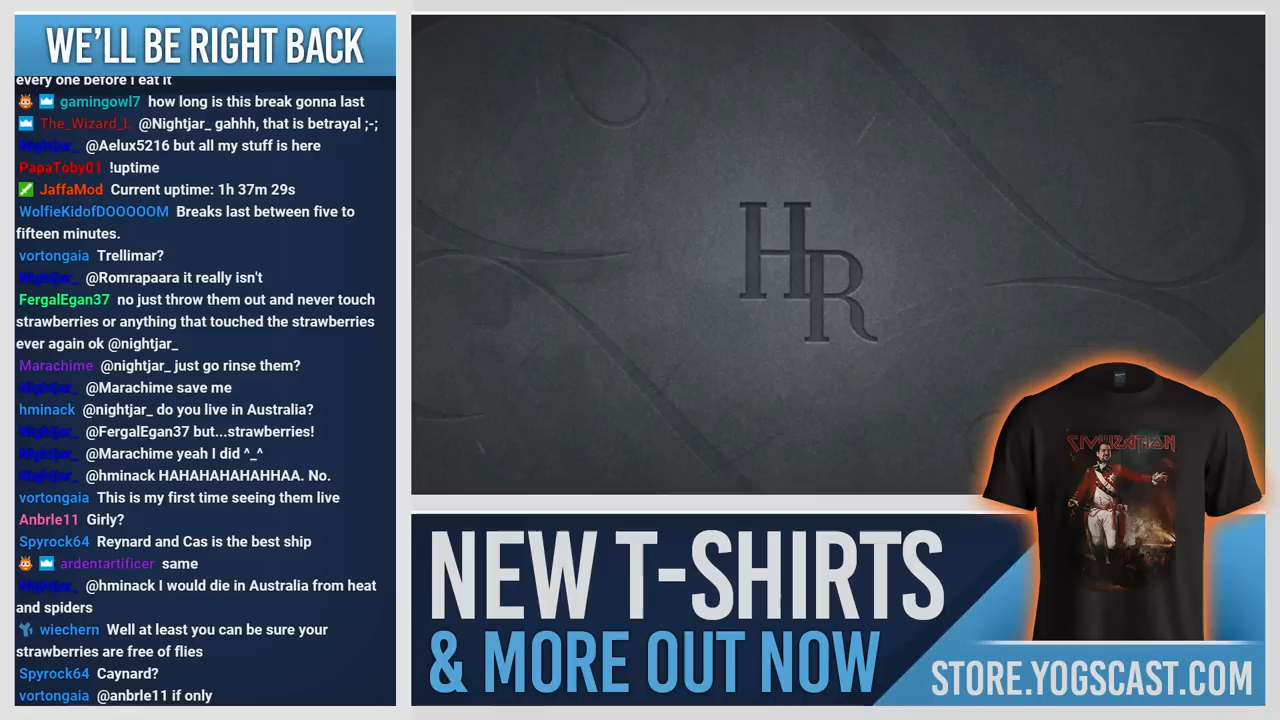 WE'LL BE RIGHT BACK
every one before I eat it
gamingowl7 how long is this break gonna last
The_Wizard_L @Nightjar_ gahhh, that is betrayal ;-;
Nightjar_ @Aelux5216 but all my stuff is here
PapaToby01 !uptime
JaffaMod Current uptime: 1h 37m 29s
WolfieKidofDOOOOOM Breaks last between five to
fifteen minutes.
vortongaia Trellimar?
Nightjar_ @Romrapaara it really isn't
FergalEgan37 no just throw them out and never touch
strawberries or anything that touched the strawberries
ever again ok @nightjar_
Marachime @nightjar_ just go rinse them?
Nightjar_ @Marachime save me
hminack @nightjar_ do you live in Australia?
Nightjar_ @FergalEgan37 but...strawberries!
Nightjar_ @Marachime yeah I did ^_^
Nightjar_ @hminack HAHAHAHAHAHHAA. No.
vortongaia This is my first time seeing them live
Anbrle11 Girly?
Spyrock64 Reynard and Cas is the best ship
ardentartificer same
Nightjar_ @hminack I would die in Australia from heat
and spiders
wiechern Well at least you can be sure your
strawberries are free of flies
Spyrock64 Caynard?
vortongaia @anbrle11 if only
HR
CIVILIZATION
NEW T-SHIRTS
& MORE OUT NOW
STORE.YOGSCAST.COM